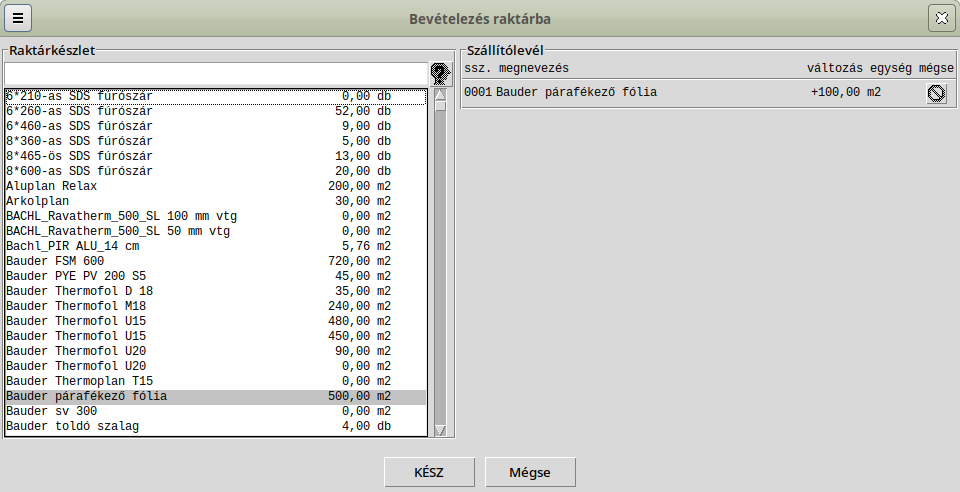 Bevételezés raktárba
Raktárkészlet
6*210-as SDS fúrószár 0,00 db
6*260-as SDS fúrószár 52,00 db
6*460-as SDS fúrószár 9,00 db
8*360-as SDS fúrószár 5,00 db
8*465-ös SDS fúrószár 13,00 db
8*600-as SDS fúrószár 20,00 db
Aluplan Relax 200,00 m2
Arkolplan 30,00 m2
BACHL_Ravatherm_500_SL 100 mm vtg 0,00 m2
BACHL_Ravatherm_500_SL 50 mm vtg 0,00 m2
Bachl_PIR ALU_14 cm 5,76 m2
Bauder FSM 600 720,00 m2
Bauder PYE PV 200 S5 45,00 m2
Bauder Thermofol D 18 35,00 m2
Bauder Thermofol M18 240,00 m2
Bauder Thermofol U15 480,00 m2
Bauder Thermofol U15 450,00 m2
Bauder Thermofol U20 90,00 m2
Bauder Thermofol U20 0,00 m2
Bauder Thermoplan T15 0,00 m2
Bauder párafékező fólia 500,00 m2
Bauder sv 300 0,00 m2
Bauder toldó szalag 4,00 db
Szállítólevél
ssz. megnevezés változás egység mégse
0001 Bauder párafékező fólia +100,00 m2
KÉSZ Mégse